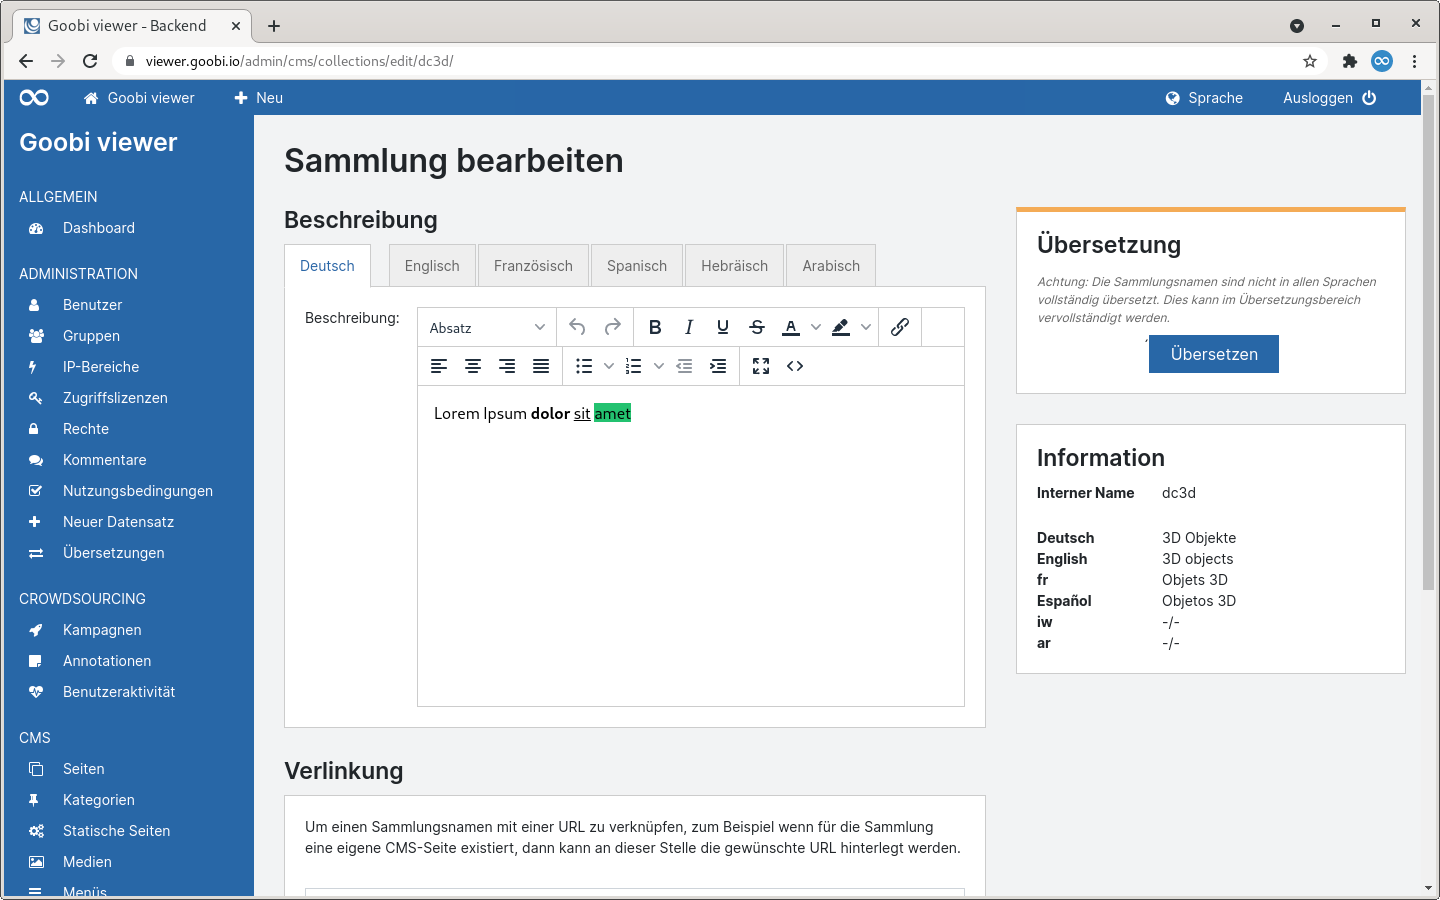 Goobi viewer - Backend
viewer.goobi.io/admin/cms/collections/edit/dc3d/
Goobi viewer
Neu
Sprache
Ausloggen
Goobi viewer
ALLGEMEIN
Dashboard
ADMINISTRATION
Benutzer
Gruppen
IP-Bereiche
Zugriffslizenzen
Rechte
Kommentare
Nutzungsbedingungen
Neuer Datensatz
Übersetzungen
CROWDSOURCING
Kampagnen
Annotationen
Benutzeraktivität
CMS
Seiten
Kategorien
Statische Seiten
Medien
Menüs
Sammlung bearbeiten
Beschreibung
Deutsch
Englisch
Französisch
Spanisch
Hebräisch
Arabisch
Beschreibung:
Absatz
Lorem Ipsum dolor sit amet
Verlinkung
Um einen Sammlungsnamen mit einer URL zu verknüpfen, zum Beispiel wenn für die Sammlung
eine eigene CMS-Seite existiert, dann kann an dieser Stelle die gewünschte URL hinterlegt werden.
Übersetzung
Achtung: Die Sammlungsnamen sind nicht in allen Sprachen
vollständig übersetzt. Dies kann im Übersetzungsbereich
vervollständigt werden.
Übersetzen
Information
Interner Name dc3d
Deutsch 3D Objekte
English 3D objects
fr Objets 3D
Español Objetos 3D
iw -/-
ar -/-